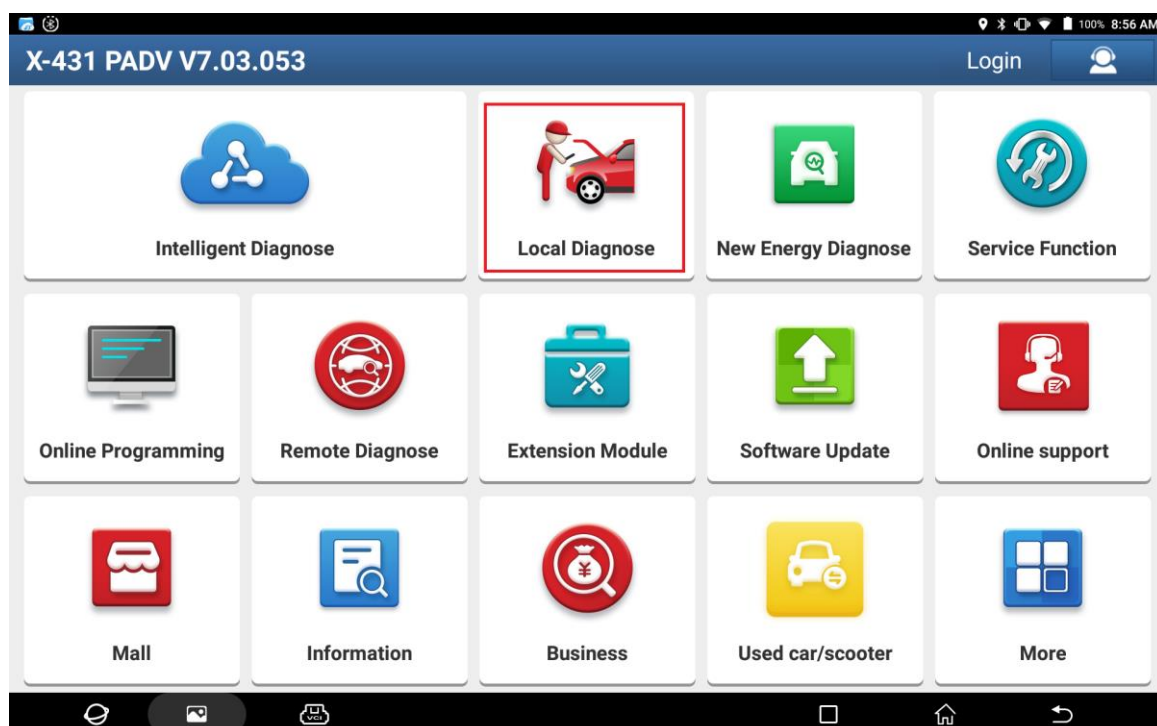 100% 8:56 AM
X-431 PADV V7.03.053
Login
Intelligent Diagnose
Local Diagnose
New Energy Diagnose
Service Function
Online Programming
Remote Diagnose
Extension Module
Software Update
Online support
Mall
Information
Business
Used car/scooter
More
VCI